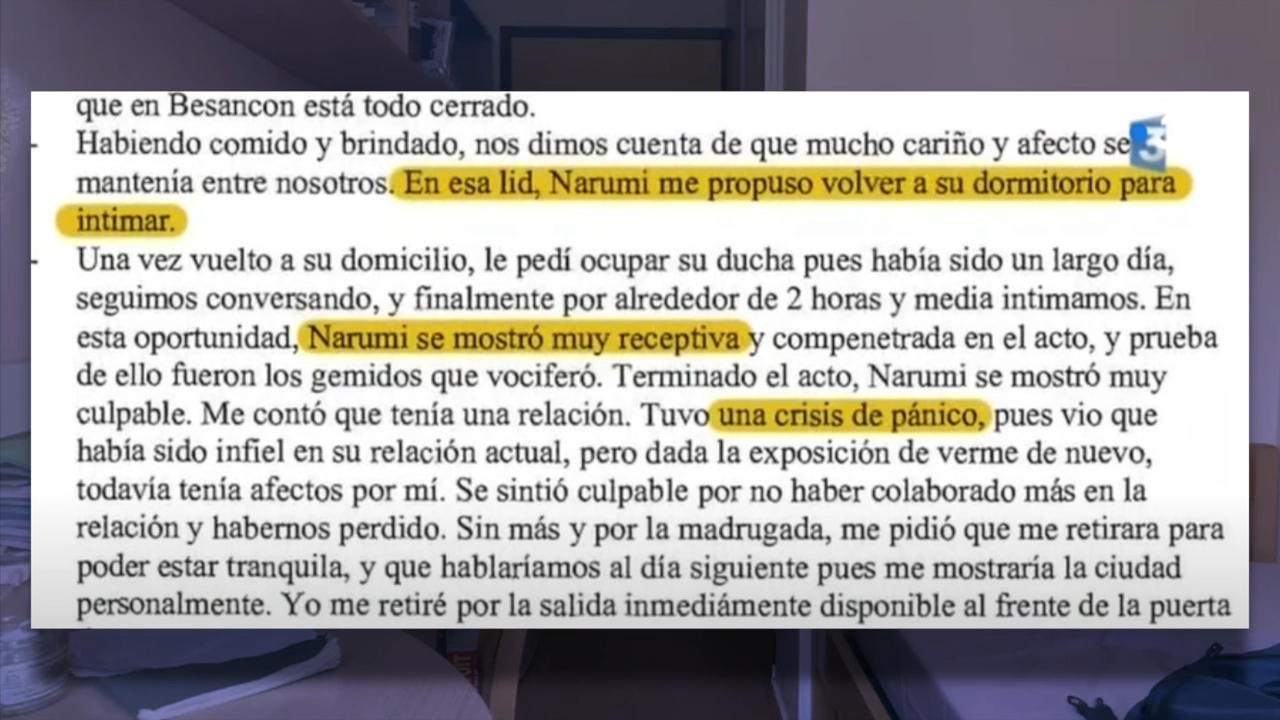 que en Besancon está todo cerrado.
- Habiendo comido y brindado, nos dimos cuenta de que mucho cariño y afecto se 3
mantenía entre nosotros. En esa lid, Narumi me propuso volver a su dormitorio para
intimar.
- Una vez vuelto a su domicilio, le pedí ocupar su ducha pues había sido un largo día,
seguimos conversando, y finalmente por alrededor de 2 horas y media intimamos. En
esta oportunidad, Narumi se mostró muy receptiva y compenetrada en el acto, y prueba
de ello fueron los gemidos que vociferó. Terminado el acto, Narumi se mostró muy
culpable. Me contó que tenía una relación. Tuvo una crisis de pánico, pues vio que
había sido infiel en su relación actual, pero dada la exposición de verme de nuevo,
todavía tenía afectos por mí. Se sintió culpable por no haber colaborado más en la
relación y habernos perdido. Sin más y por la madrugada, me pidió que me retirara para
poder estar tranquila, y que hablaríamos al día siguiente pues me mostraría la ciudad
personalmente. Yo me retiré por la salida inmediámente disponible al frente de la puerta